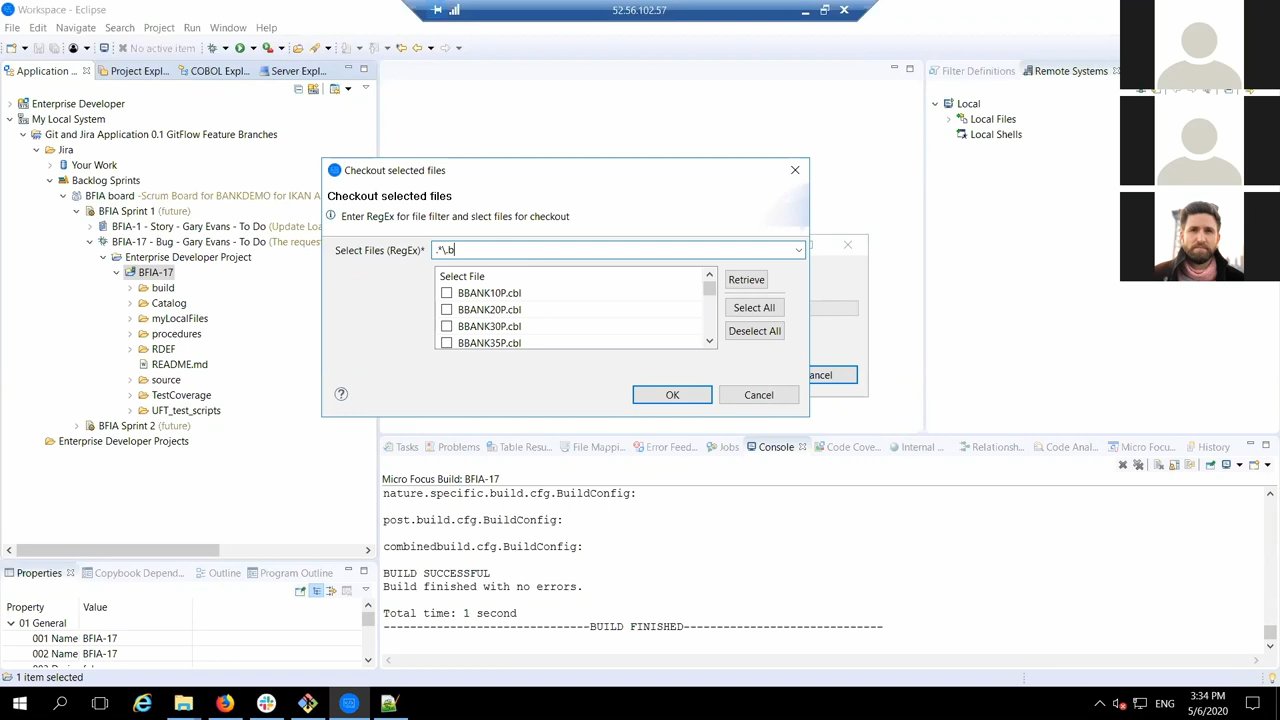 Workspace - Eclipse
52.56.102.57
File Edit Navigate Search Project Run Window Help
No active item
Application ...
Project Expl...
COBOL Expl...
Server Expl...
Filter Definitions
Remote Systems
Enterprise Developer
My Local System
Git and Jira Application 0.1 GitFlow Feature Branches
Jira
Your Work
Backlog Sprints
BFIA board -Scrum Board for BANKDEMO for IKAN A
BFIA Sprint 1 (future)
BFIA-1 - Story - Gary Evans - To Do (Update Loa
BFIA-17 - Bug - Gary Evans - To Do (The reques
Enterprise Developer Project
BFIA-17
build
Catalog
myLocalFiles
procedures
RDEF
README.md
source
TestCoverage
UFT_test_scripts
BFIA Sprint 2 (future)
Enterprise Developer Projects
Local
Local Files
Local Shells
Checkout selected files
Checkout selected files
Enter RegEx for file filter and slect files for checkout
Select Files (RegEx)* .*\.b
Select File
BBANK10P.cbl
BBANK20P.cbl
BBANK30P.cbl
BBANK35P.cbl
Retrieve
Select All
Deselect All
OK
Cancel
ancel
Tasks
Problems
Table Resu...
File Mappi...
Error Feed...
Jobs
Console
Code Cove...
Internal ...
Relationsh...
Code Anal...
Micro Focu...
History
Micro Focus Build: BFIA-17
nature.specific.build.cfg.BuildConfig:
post.build.cfg.BuildConfig:
combinedbuild.cfg.BuildConfig:
BUILD SUCCESSFUL
Build finished with no errors.
Total time: 1 second
------------------------------BUILD FINISHED-----------------------------
Properties
Copybook Depend...
Outline
Program Outline
Property Value
01 General
001 Name BFIA-17
002 Name BFIA-17
1 item selected
ENG
3:34 PM
5/6/2020